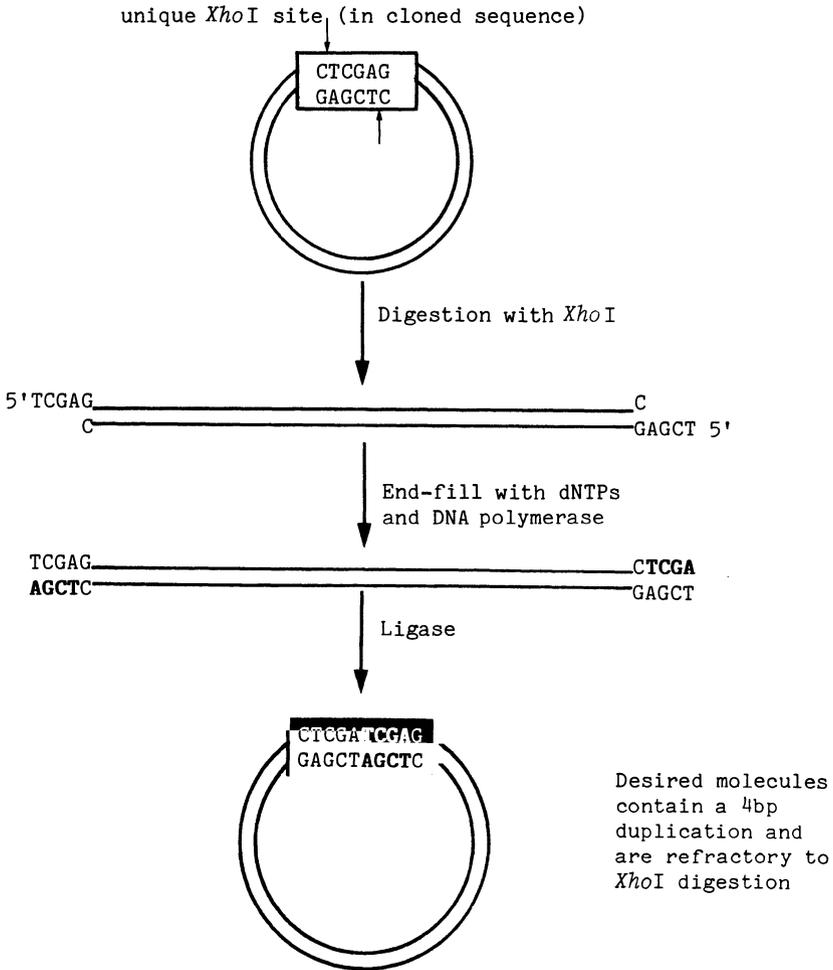 unique XhoI site (in cloned sequence)
CTCGAG
GAGCTC
Digestion with XhoI
5'TCGAG C
C GAGCT 5'
End-fill with dNTPs
and DNA polymerase
TCGAG CTCGA
AGCTC GAGCT
Ligase
CTCGATCGAG
GAGCTAGCTC
Desired molecules
contain a 4bp
duplication and
are refractory to
XhoI digestion